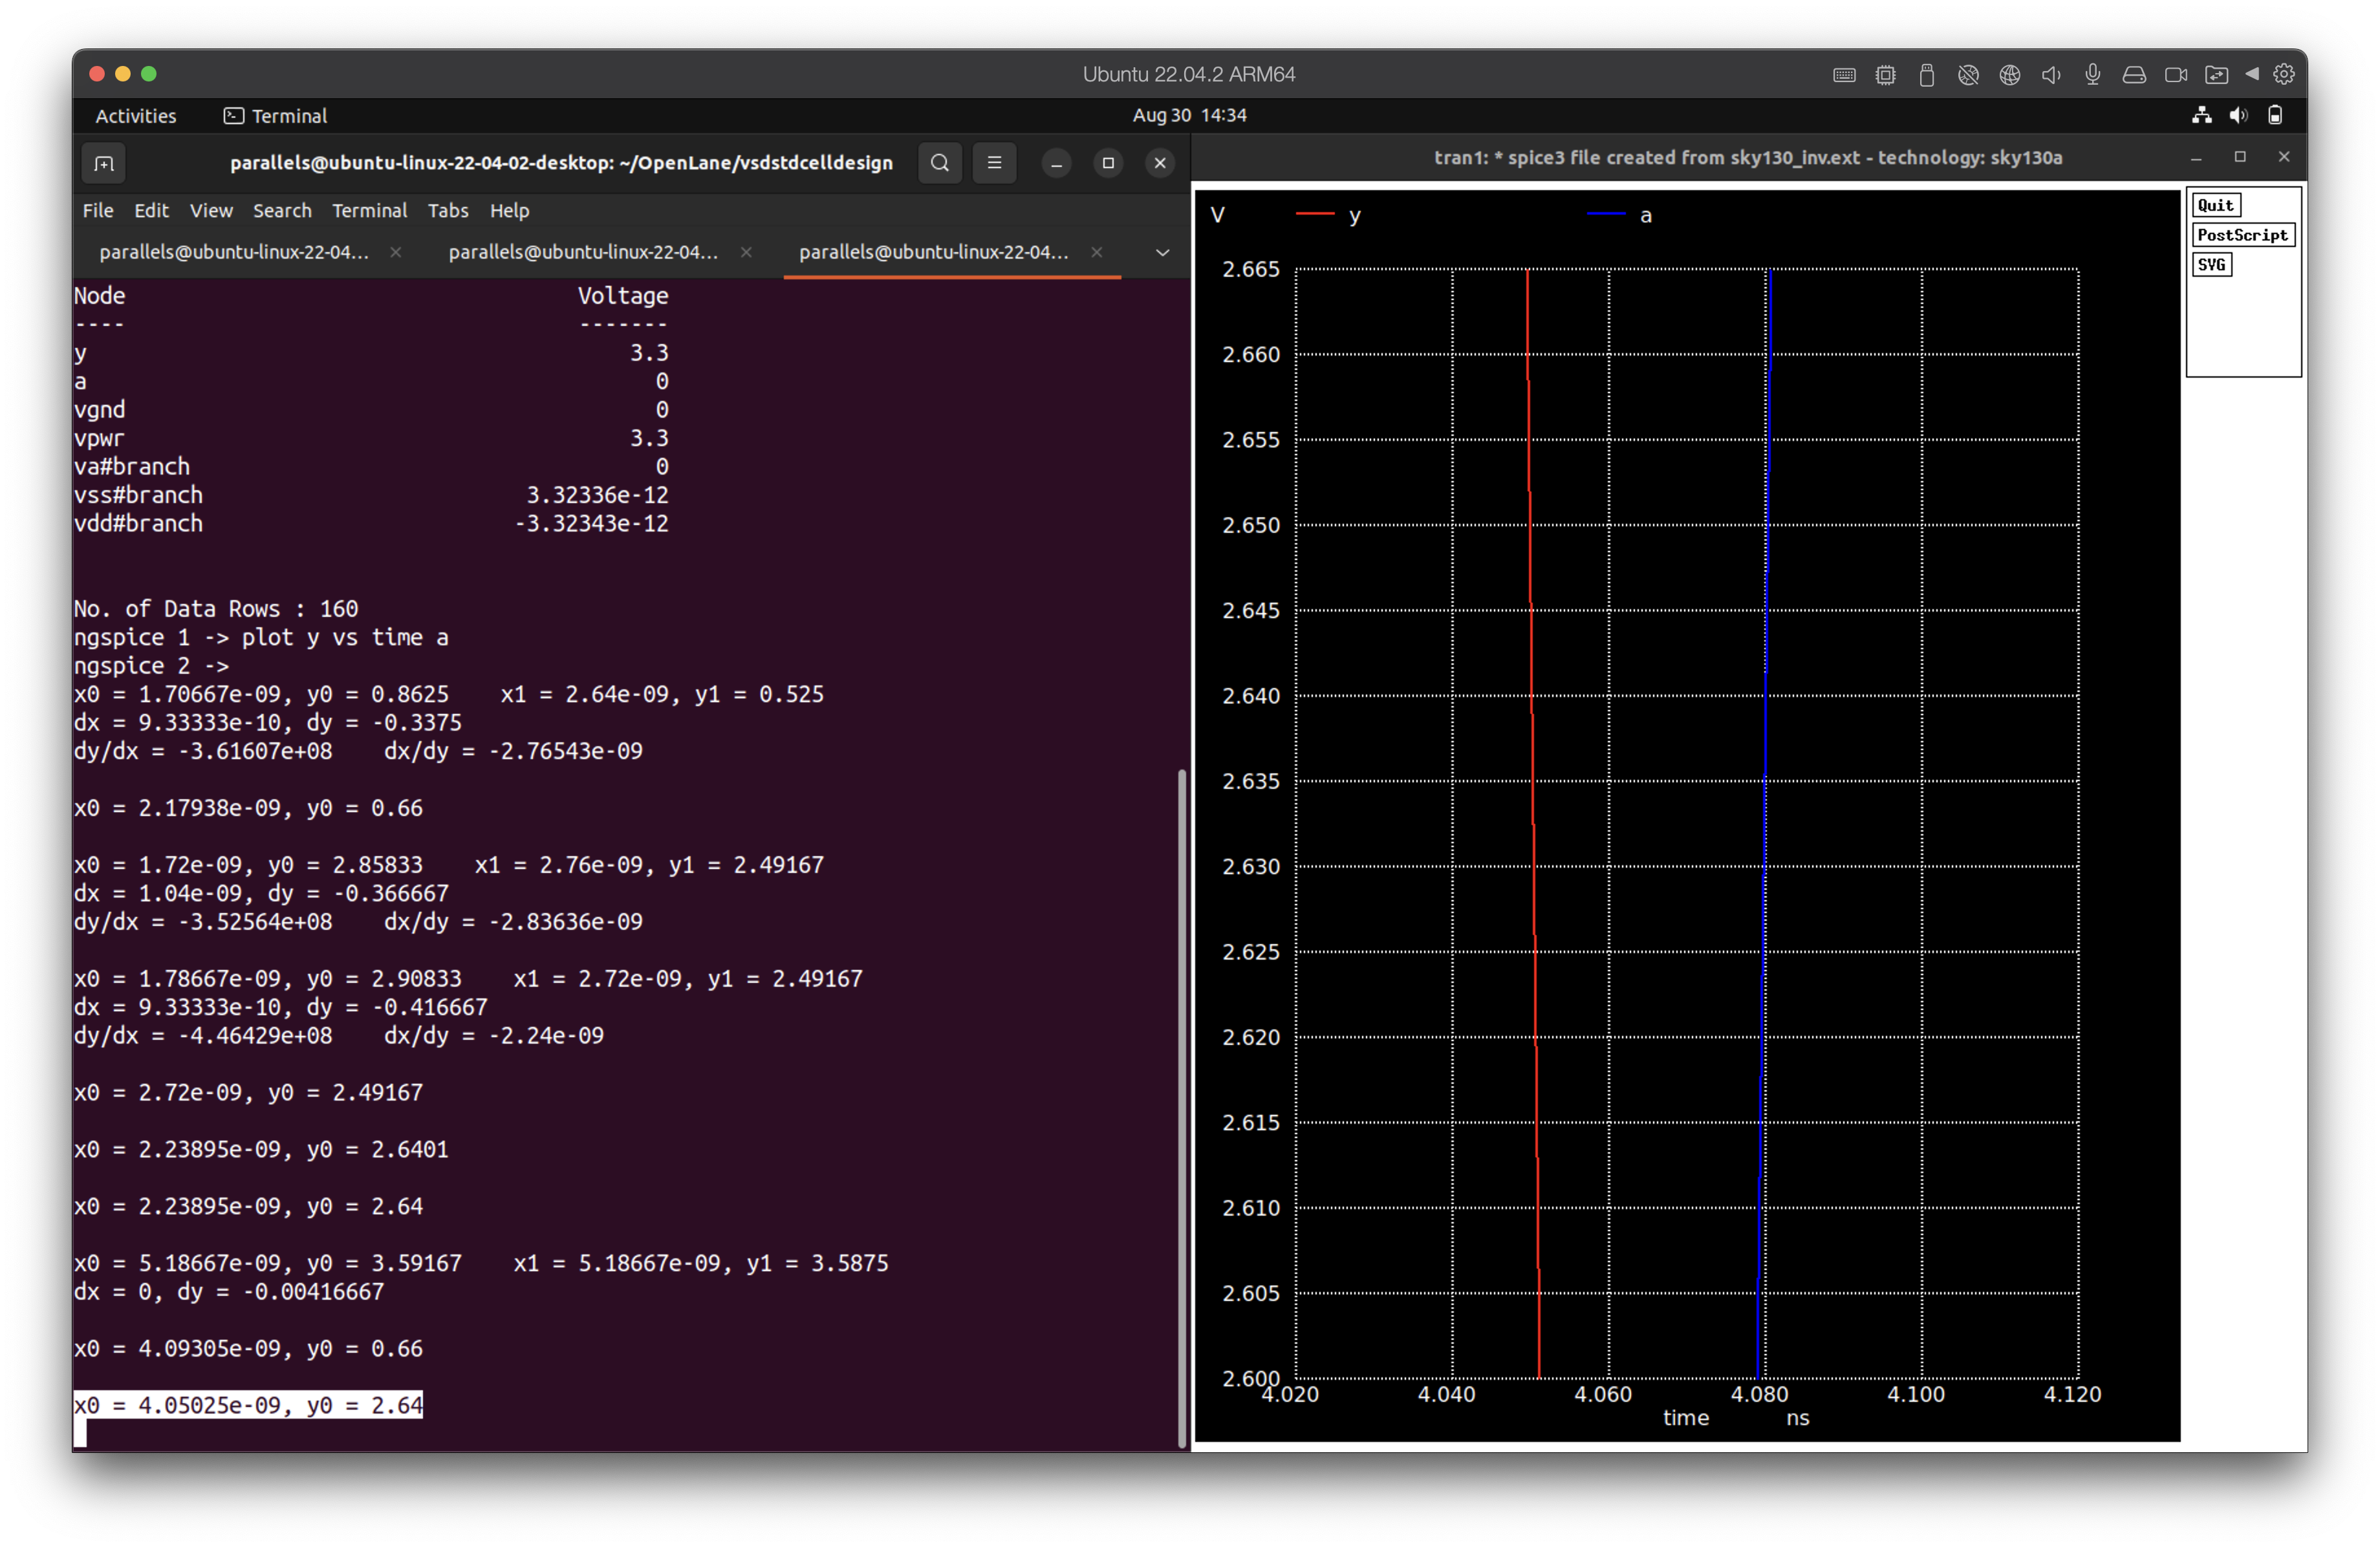 Ubuntu 22.04.2 ARM64
Activities Terminal Aug 30 14:34
parallels@ubuntu-linux-22-04-02-desktop: ~/OpenLane/vsdstdcelldesign
File Edit View Search Terminal Tabs Help
parallels@ubuntu-linux-22-04... parallels@ubuntu-linux-22-04... parallels@ubuntu-linux-22-04...
Node Voltage
---- -------
y 3.3
a 0
vgnd 0
vpwr 3.3
va#branch 0
vss#branch 3.32336e-12
vdd#branch -3.32343e-12
No. of Data Rows : 160
ngspice 1 -> plot y vs time a
ngspice 2 ->
x0 = 1.70667e-09, y0 = 0.8625 x1 = 2.64e-09, y1 = 0.525
dx = 9.33333e-10, dy = -0.3375
dy/dx = -3.61607e+08 dx/dy = -2.76543e-09
x0 = 2.17938e-09, y0 = 0.66
x0 = 1.72e-09, y0 = 2.85833 x1 = 2.76e-09, y1 = 2.49167
dx = 1.04e-09, dy = -0.366667
dy/dx = -3.52564e+08 dx/dy = -2.83636e-09
x0 = 1.78667e-09, y0 = 2.90833 x1 = 2.72e-09, y1 = 2.49167
dx = 9.33333e-10, dy = -0.416667
dy/dx = -4.46429e+08 dx/dy = -2.24e-09
x0 = 2.72e-09, y0 = 2.49167
x0 = 2.23895e-09, y0 = 2.6401
x0 = 2.23895e-09, y0 = 2.64
x0 = 5.18667e-09, y0 = 3.59167 x1 = 5.18667e-09, y1 = 3.5875
dx = 0, dy = -0.00416667
x0 = 4.09305e-09, y0 = 0.66
x0 = 4.05025e-09, y0 = 2.64
tran1: * spice3 file created from sky130_inv.ext - technology: sky130a
V y a
2.665
2.660
2.655
2.650
2.645
2.640
2.635
2.630
2.625
2.620
2.615
2.610
2.605
2.600
4.020 4.040 4.060 4.080 4.100 4.120
time ns
Quit
PostScript
SVG